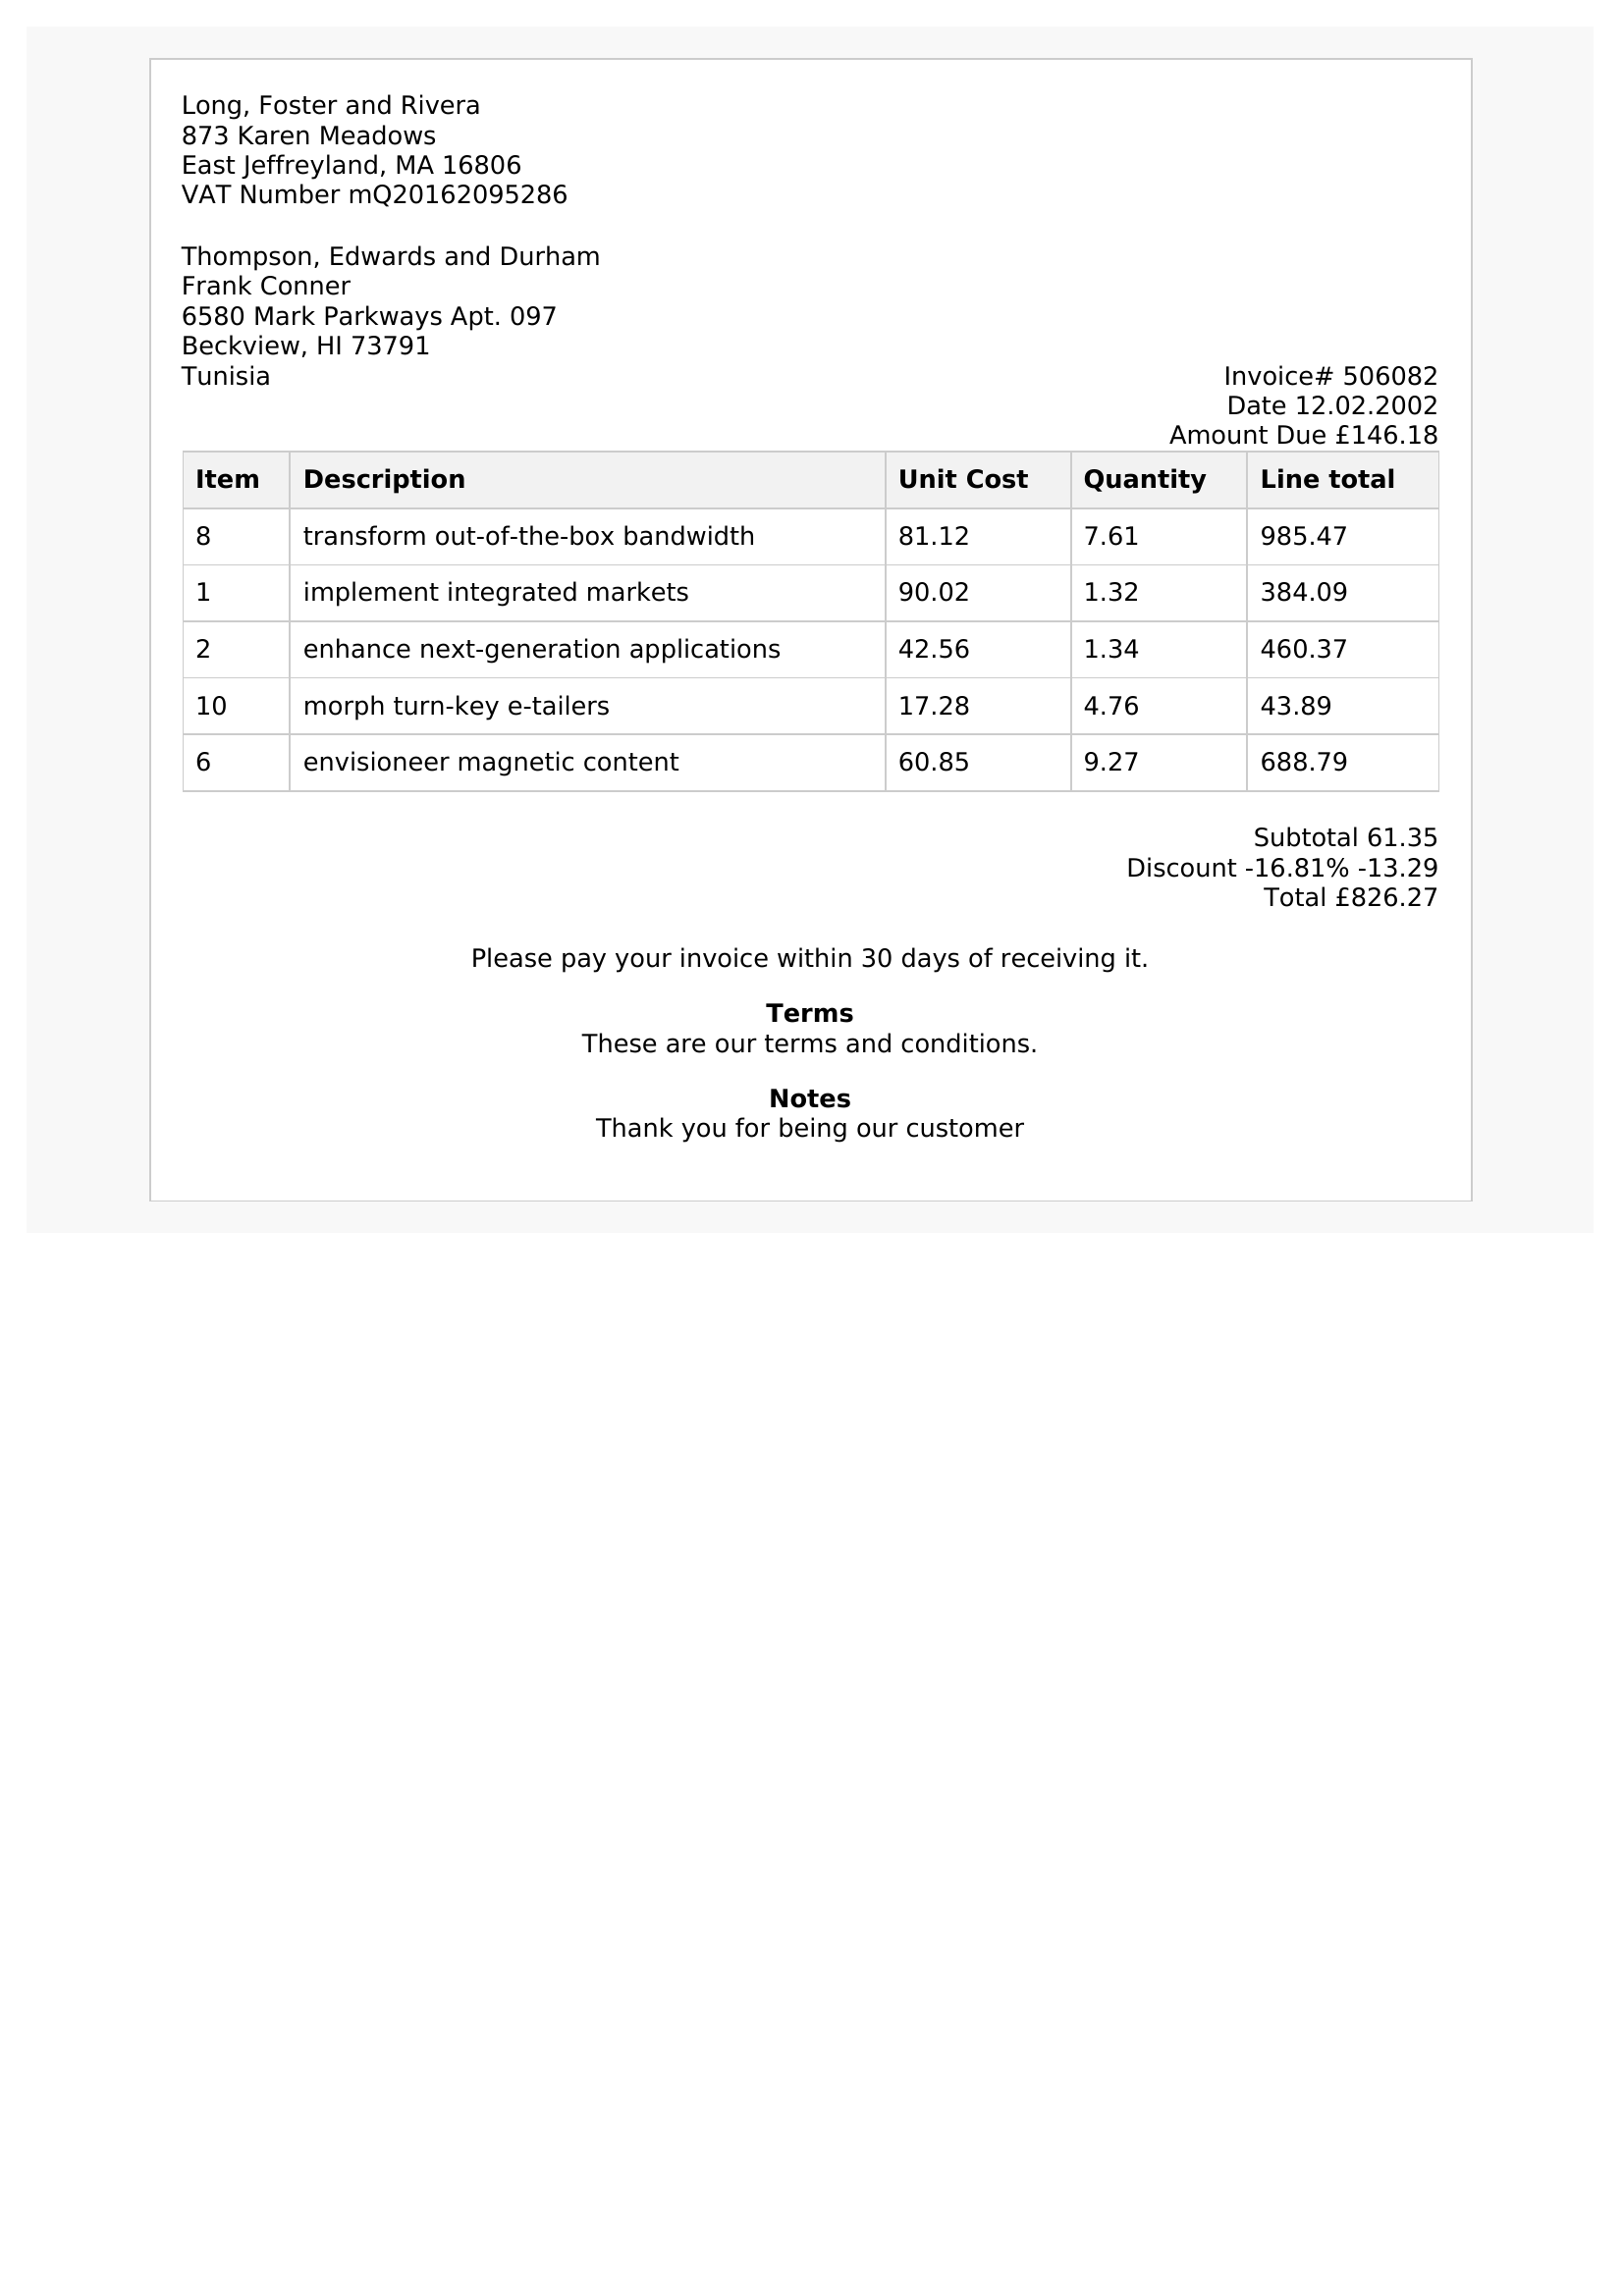 Long, Foster and Rivera
873 Karen Meadows
East Jeffreyland, MA 16806
VAT Number mQ20162095286
Thompson, Edwards and Durham
Frank Conner
6580 Mark Parkways Apt. 097
Beckview, HI 73791
Tunisia
Invoice# 506082
Date 12.02.2002
Amount Due £146.18
Item Description Unit Cost Quantity Line total
8 transform out-of-the-box bandwidth 81.12 7.61 985.47
1 implement integrated markets 90.02 1.32 384.09
2 enhance next-generation applications 42.56 1.34 460.37
10 morph turn-key e-tailers 17.28 4.76 43.89
6 envisioneer magnetic content 60.85 9.27 688.79
Subtotal 61.35
Discount -16.81% -13.29
Total £826.27
Please pay your invoice within 30 days of receiving it.
Terms
These are our terms and conditions.
Notes
Thank you for being our customer